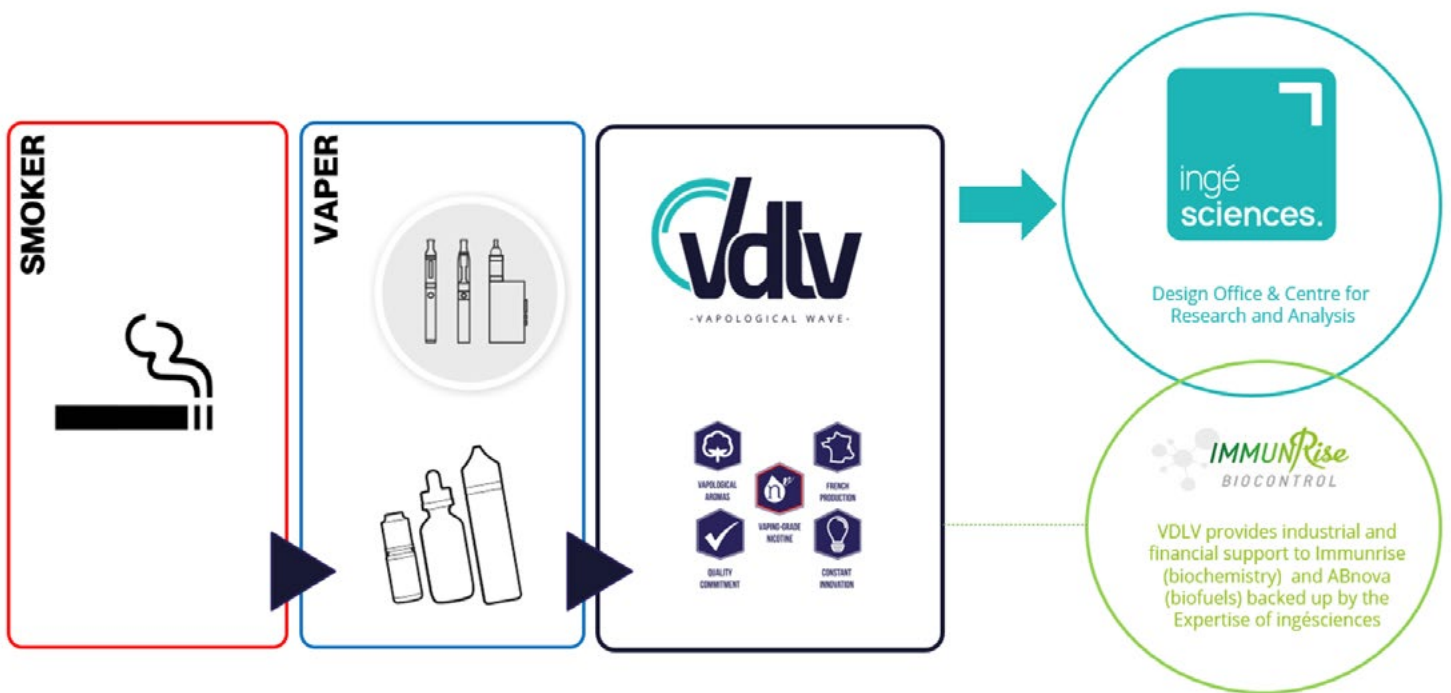 SMOKER
VAPER
Vdlv
-VAPOLOGICAL WAVE-
VAPOLOGICAL
AROMAS
FRENCH
PRODUCTION
n
VAPING-GRADE
NICOTINE
QUALITY
COMMITMENT
CONSTANT
INNOVATION
ingé
sciences.
Design Office & Centre for
Research and Analysis
IMMUNRise
BIOCONTROL
VDLV provides industrial and
financial support to Immunrise
(biochemistry) and ABnova
(biofuels) backed up by the
Expertise of ingésciences